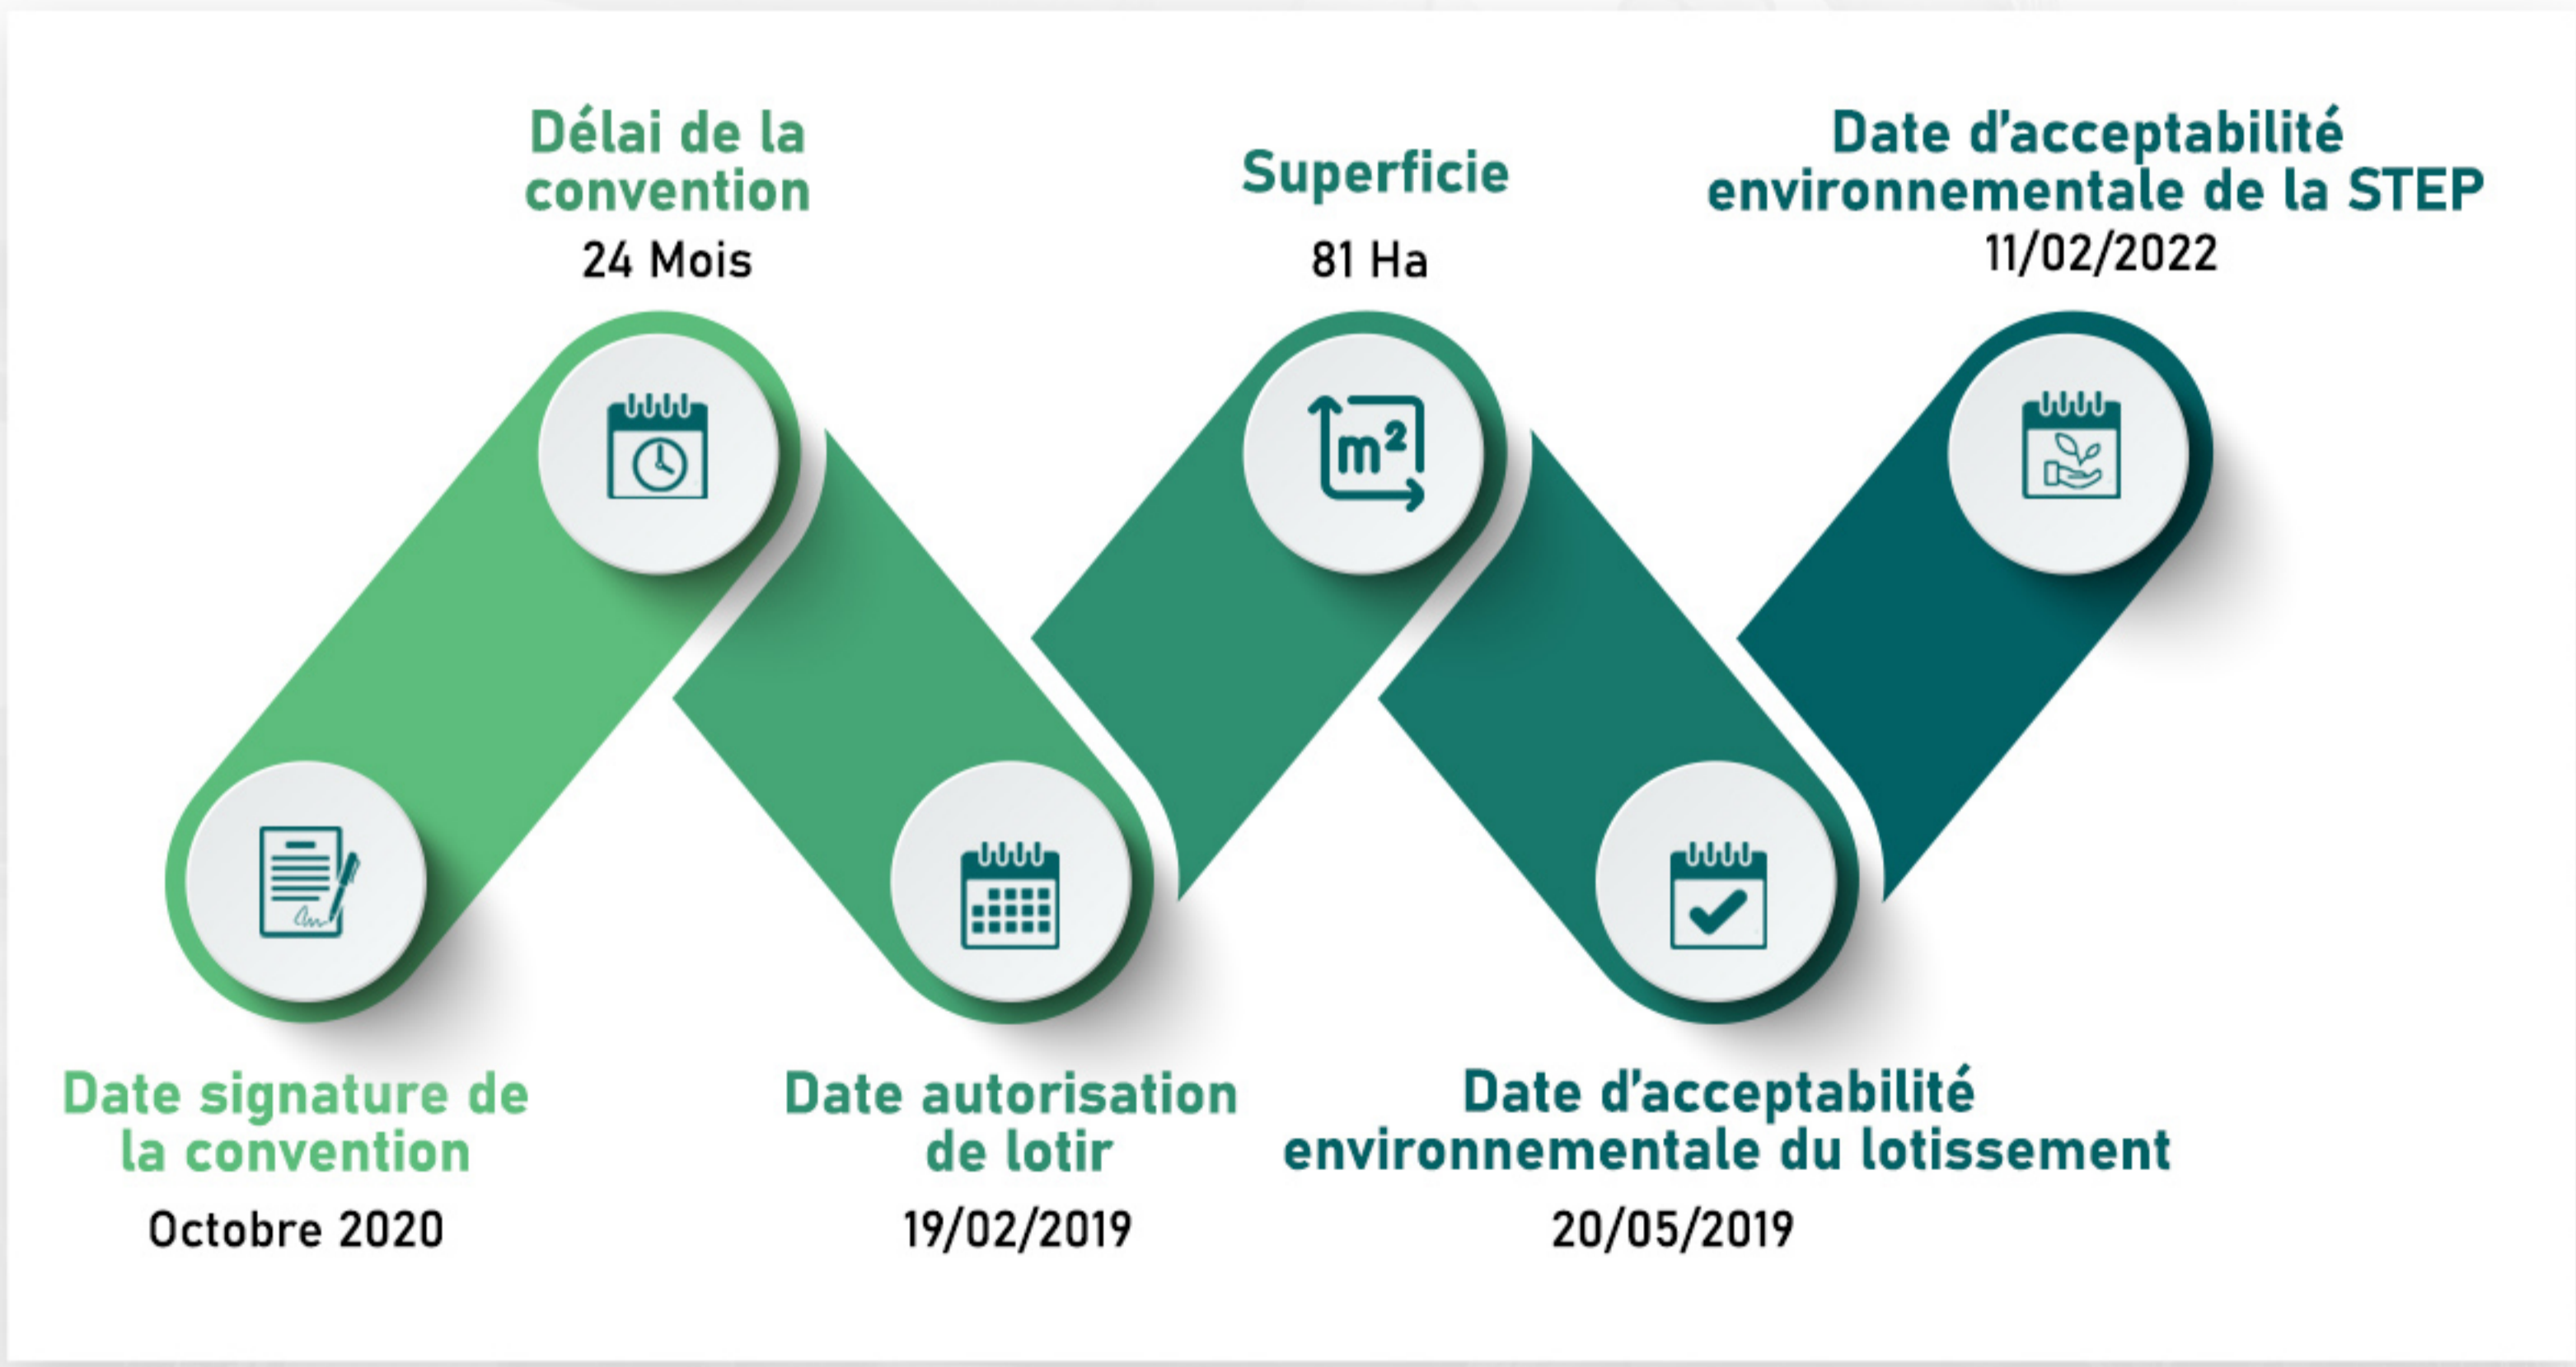 Délai de la
convention
24 Mois
Superficie
81 Ha
Date d'acceptabilité
environnementale de la STEP
11/02/2022
m²
Date signature de
la convention
Octobre 2020
Date autorisation
de lotir
19/02/2019
Date d'acceptabilité
environnementale du lotissement
20/05/2019